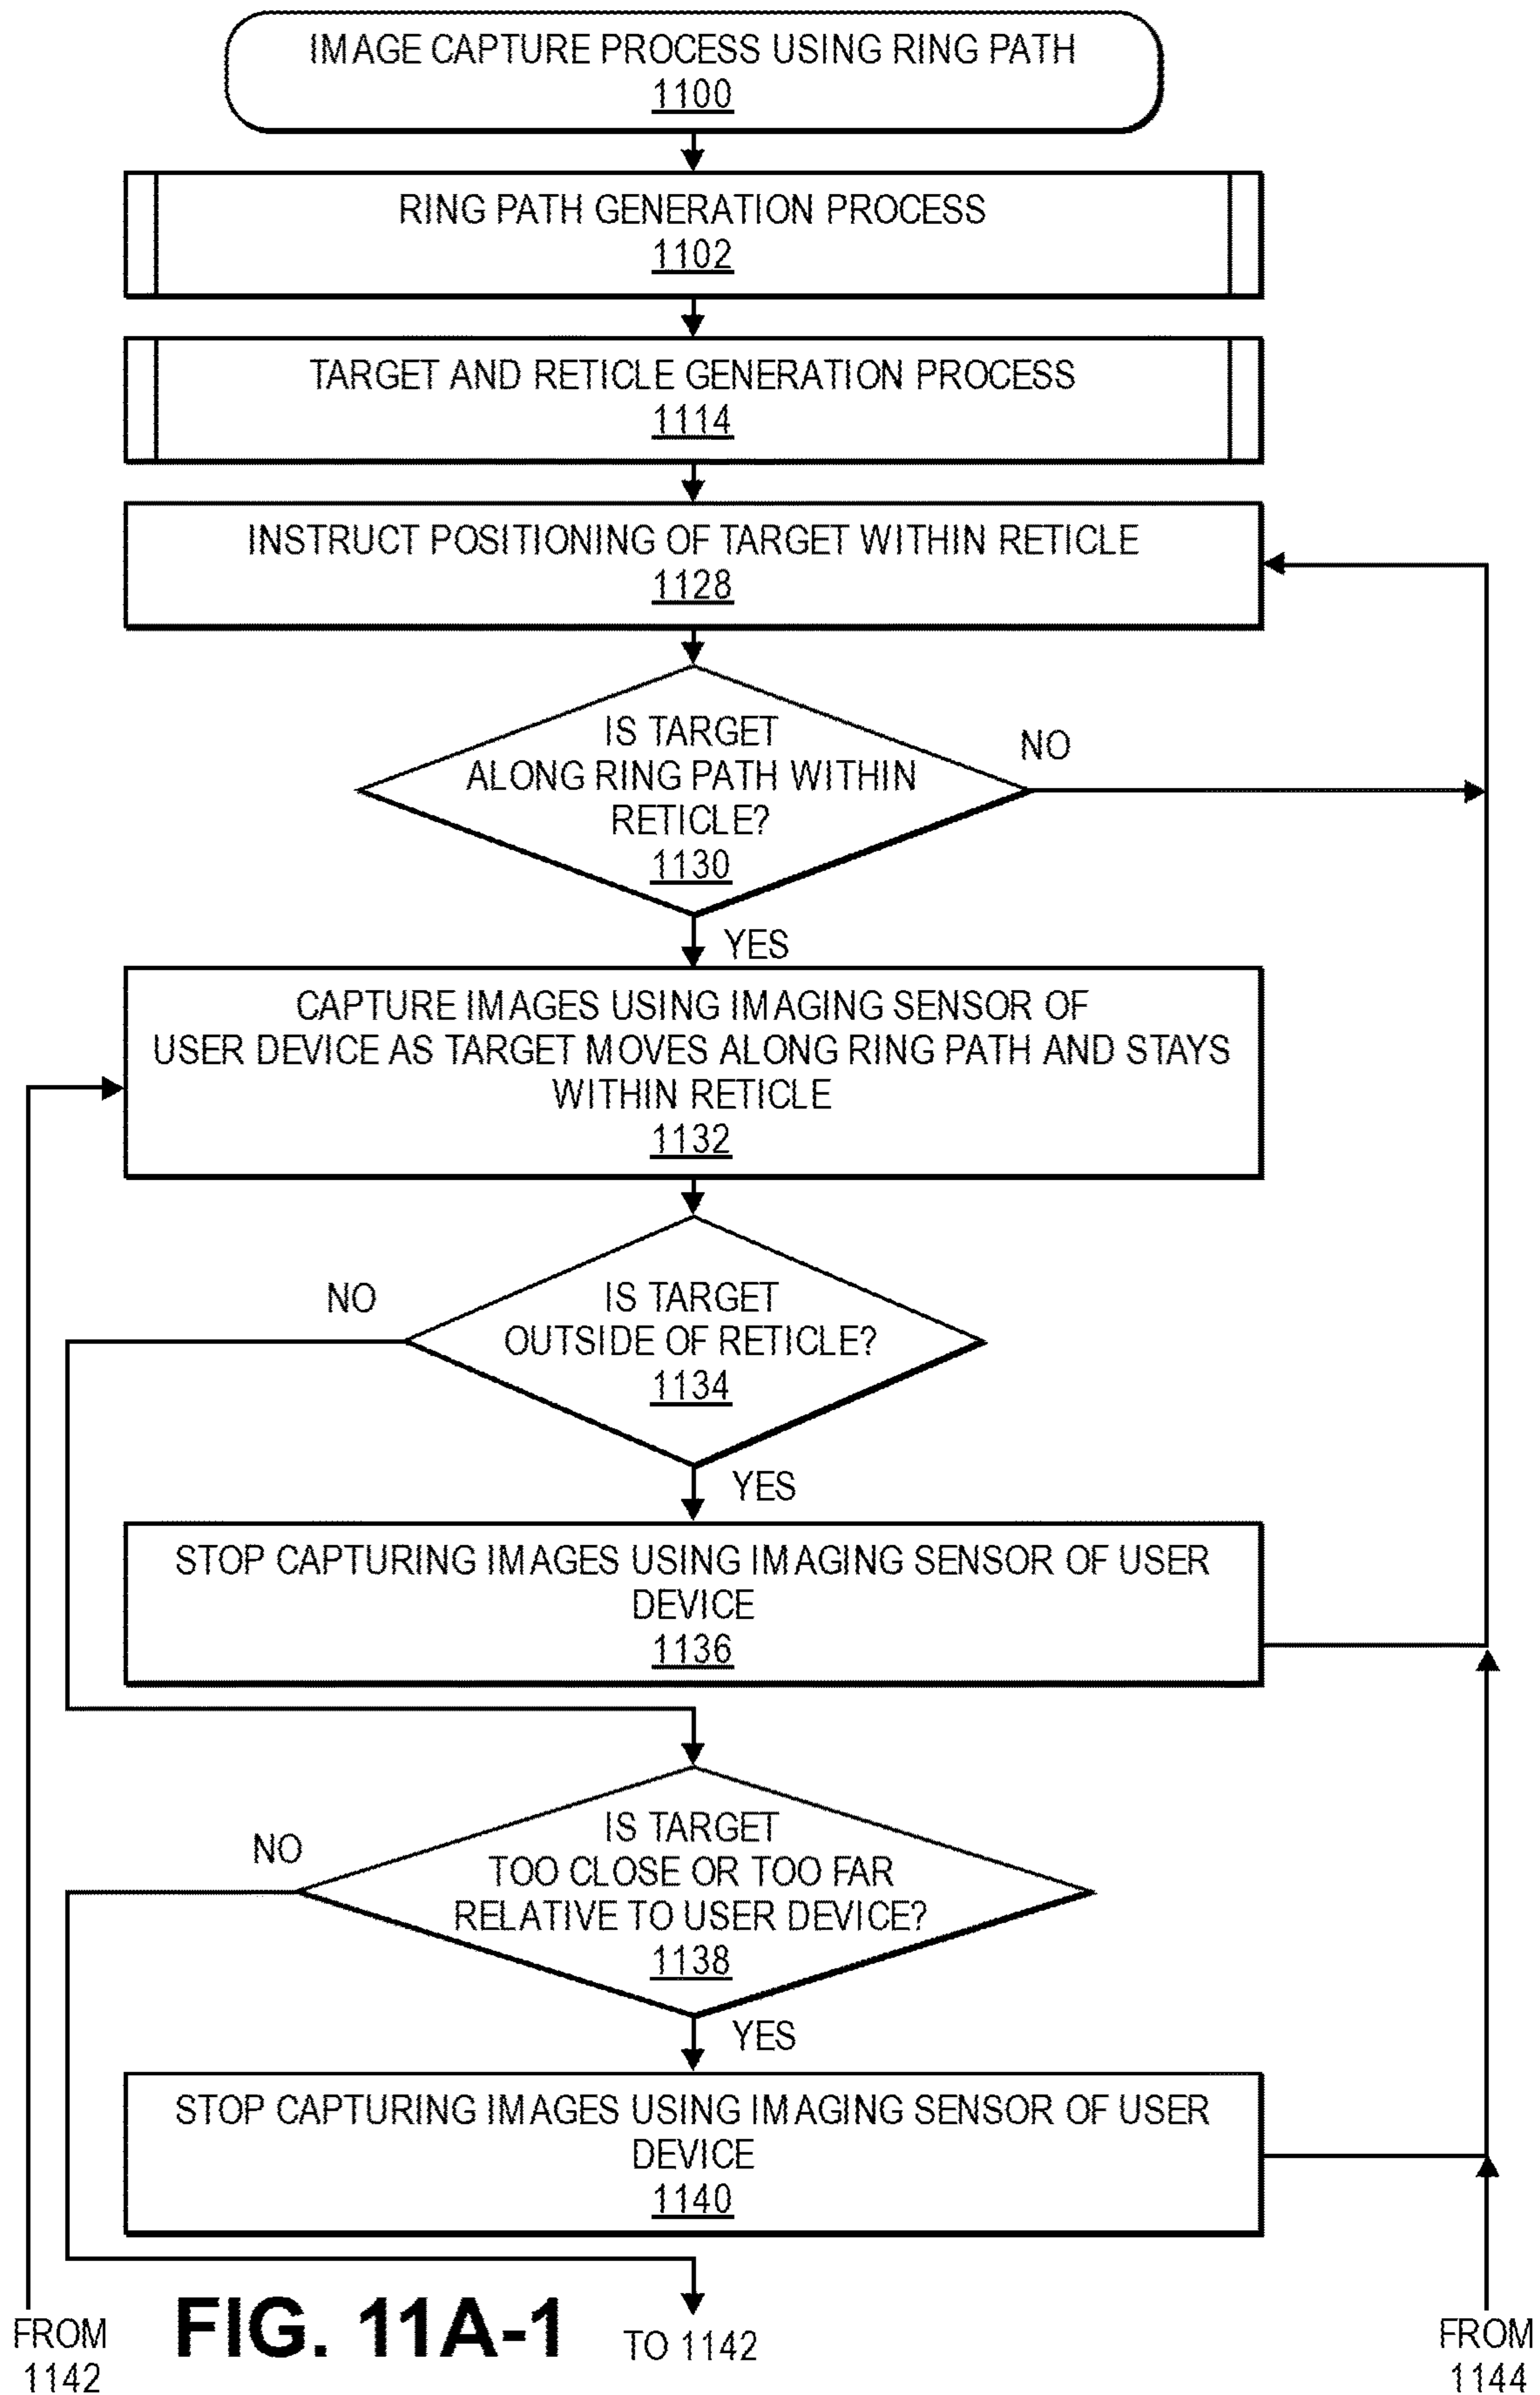 IMAGE CAPTURE PROCESS USING RING PATH
1100
RING PATH GENERATION PROCESS
1102
TARGET AND RETICLE GENERATION PROCESS
1114
INSTRUCT POSITIONING OF TARGET WITHIN RETICLE
1128
IS TARGET
ALONG RING PATH WITHIN
RETICLE?
1130
NO
YES
CAPTURE IMAGES USING IMAGING SENSOR OF
USER DEVICE AS TARGET MOVES ALONG RING PATH AND STAYS
WITHIN RETICLE
1132
IS TARGET
OUTSIDE OF RETICLE?
1134
NO
YES
STOP CAPTURING IMAGES USING IMAGING SENSOR OF USER
DEVICE
1136
IS TARGET
TOO CLOSE OR TOO FAR
RELATIVE TO USER DEVICE?
1138
NO
YES
STOP CAPTURING IMAGES USING IMAGING SENSOR OF USER
DEVICE
1140
FROM
1142
FIG. 11A-1
TO 1142
FROM
1144